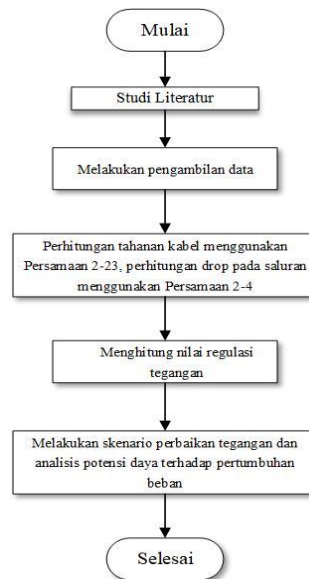 Mulai
Studi Literatur
Melakukan pengambilan data
Perhitungan tahanan kabel menggunakan
Persamaan 2-23, perhitungan drop pada saluran
menggunakan Persamaan 2-4
Menghitung nilai regulasi
tegangan
Melakukan skenario perbaikan tegangan dan
analisis potensi daya terhadap pertumbuhan
beban
Selesai